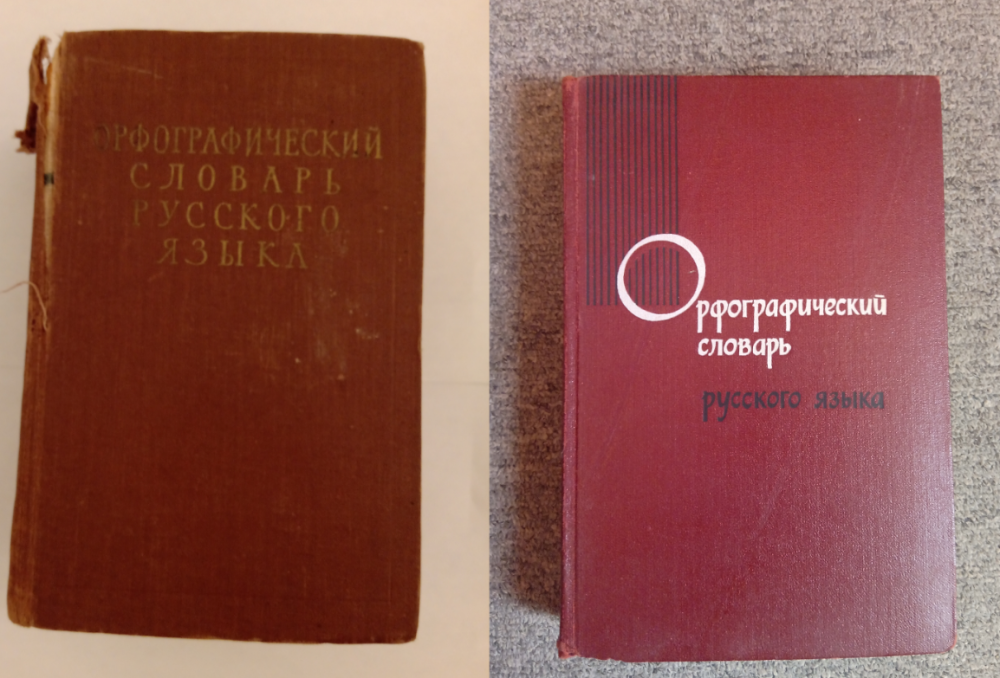 ОРФОГРАФИЧЕСКИЙ
СЛОВАРЬ
РУССКОГО
ЯЗЫКА
Орфографический
словарь
русского языка